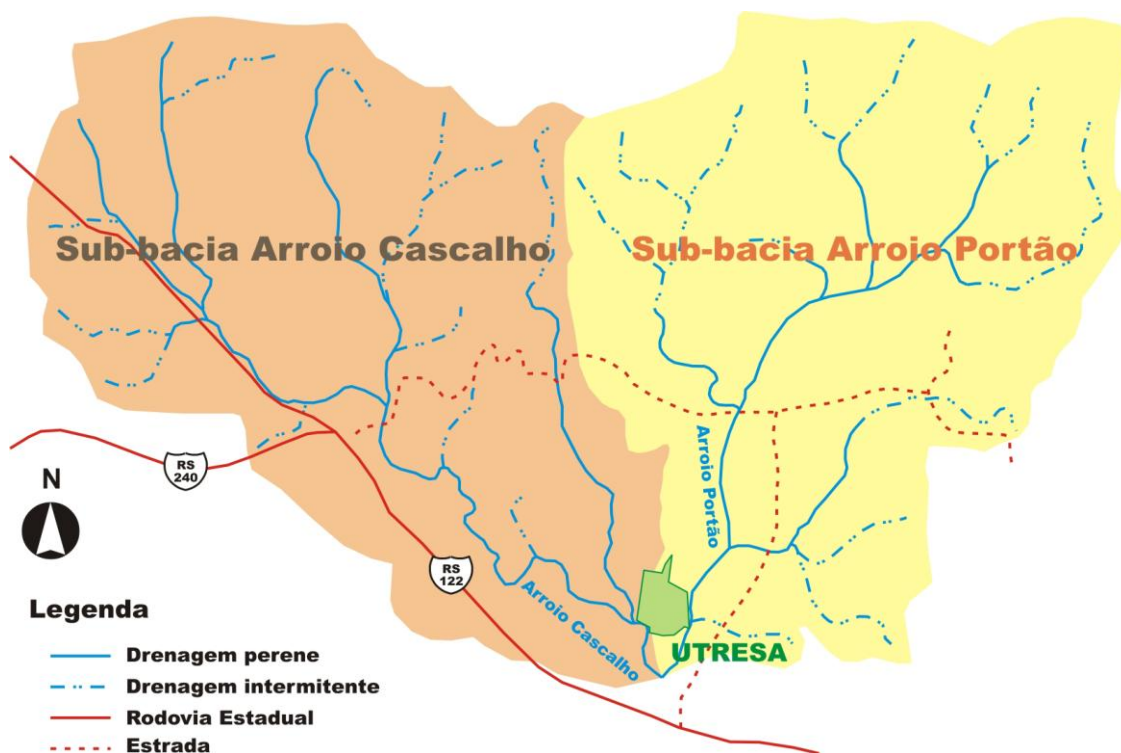 Sub-bacia Arroio Cascalho
Sub-bacia Arroio Portão
Arroio Portão
RS
240
N
RS
122
Arroio Cascalho
UTRESA
Legenda
Drenagem perene
Drenagem intermitente
Rodovia Estadual
Estrada